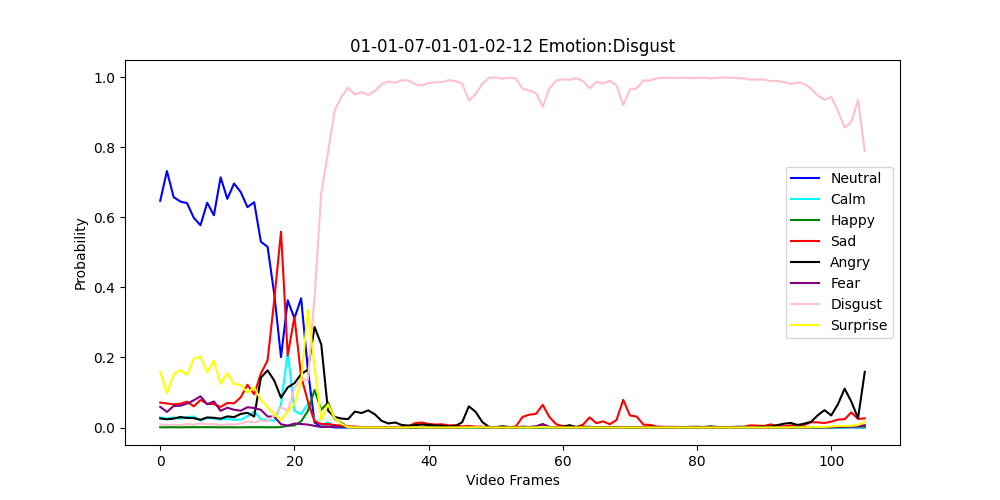 01-01-07-01-01-02-12 Emotion:Disgust
1.0
0.8
0.6
0.4
0.2
0.0
Probability
0 20 40 60 80 100
Video Frames
Neutral
Calm
Happy
Sad
Angry
Fear
Disgust
Surprise